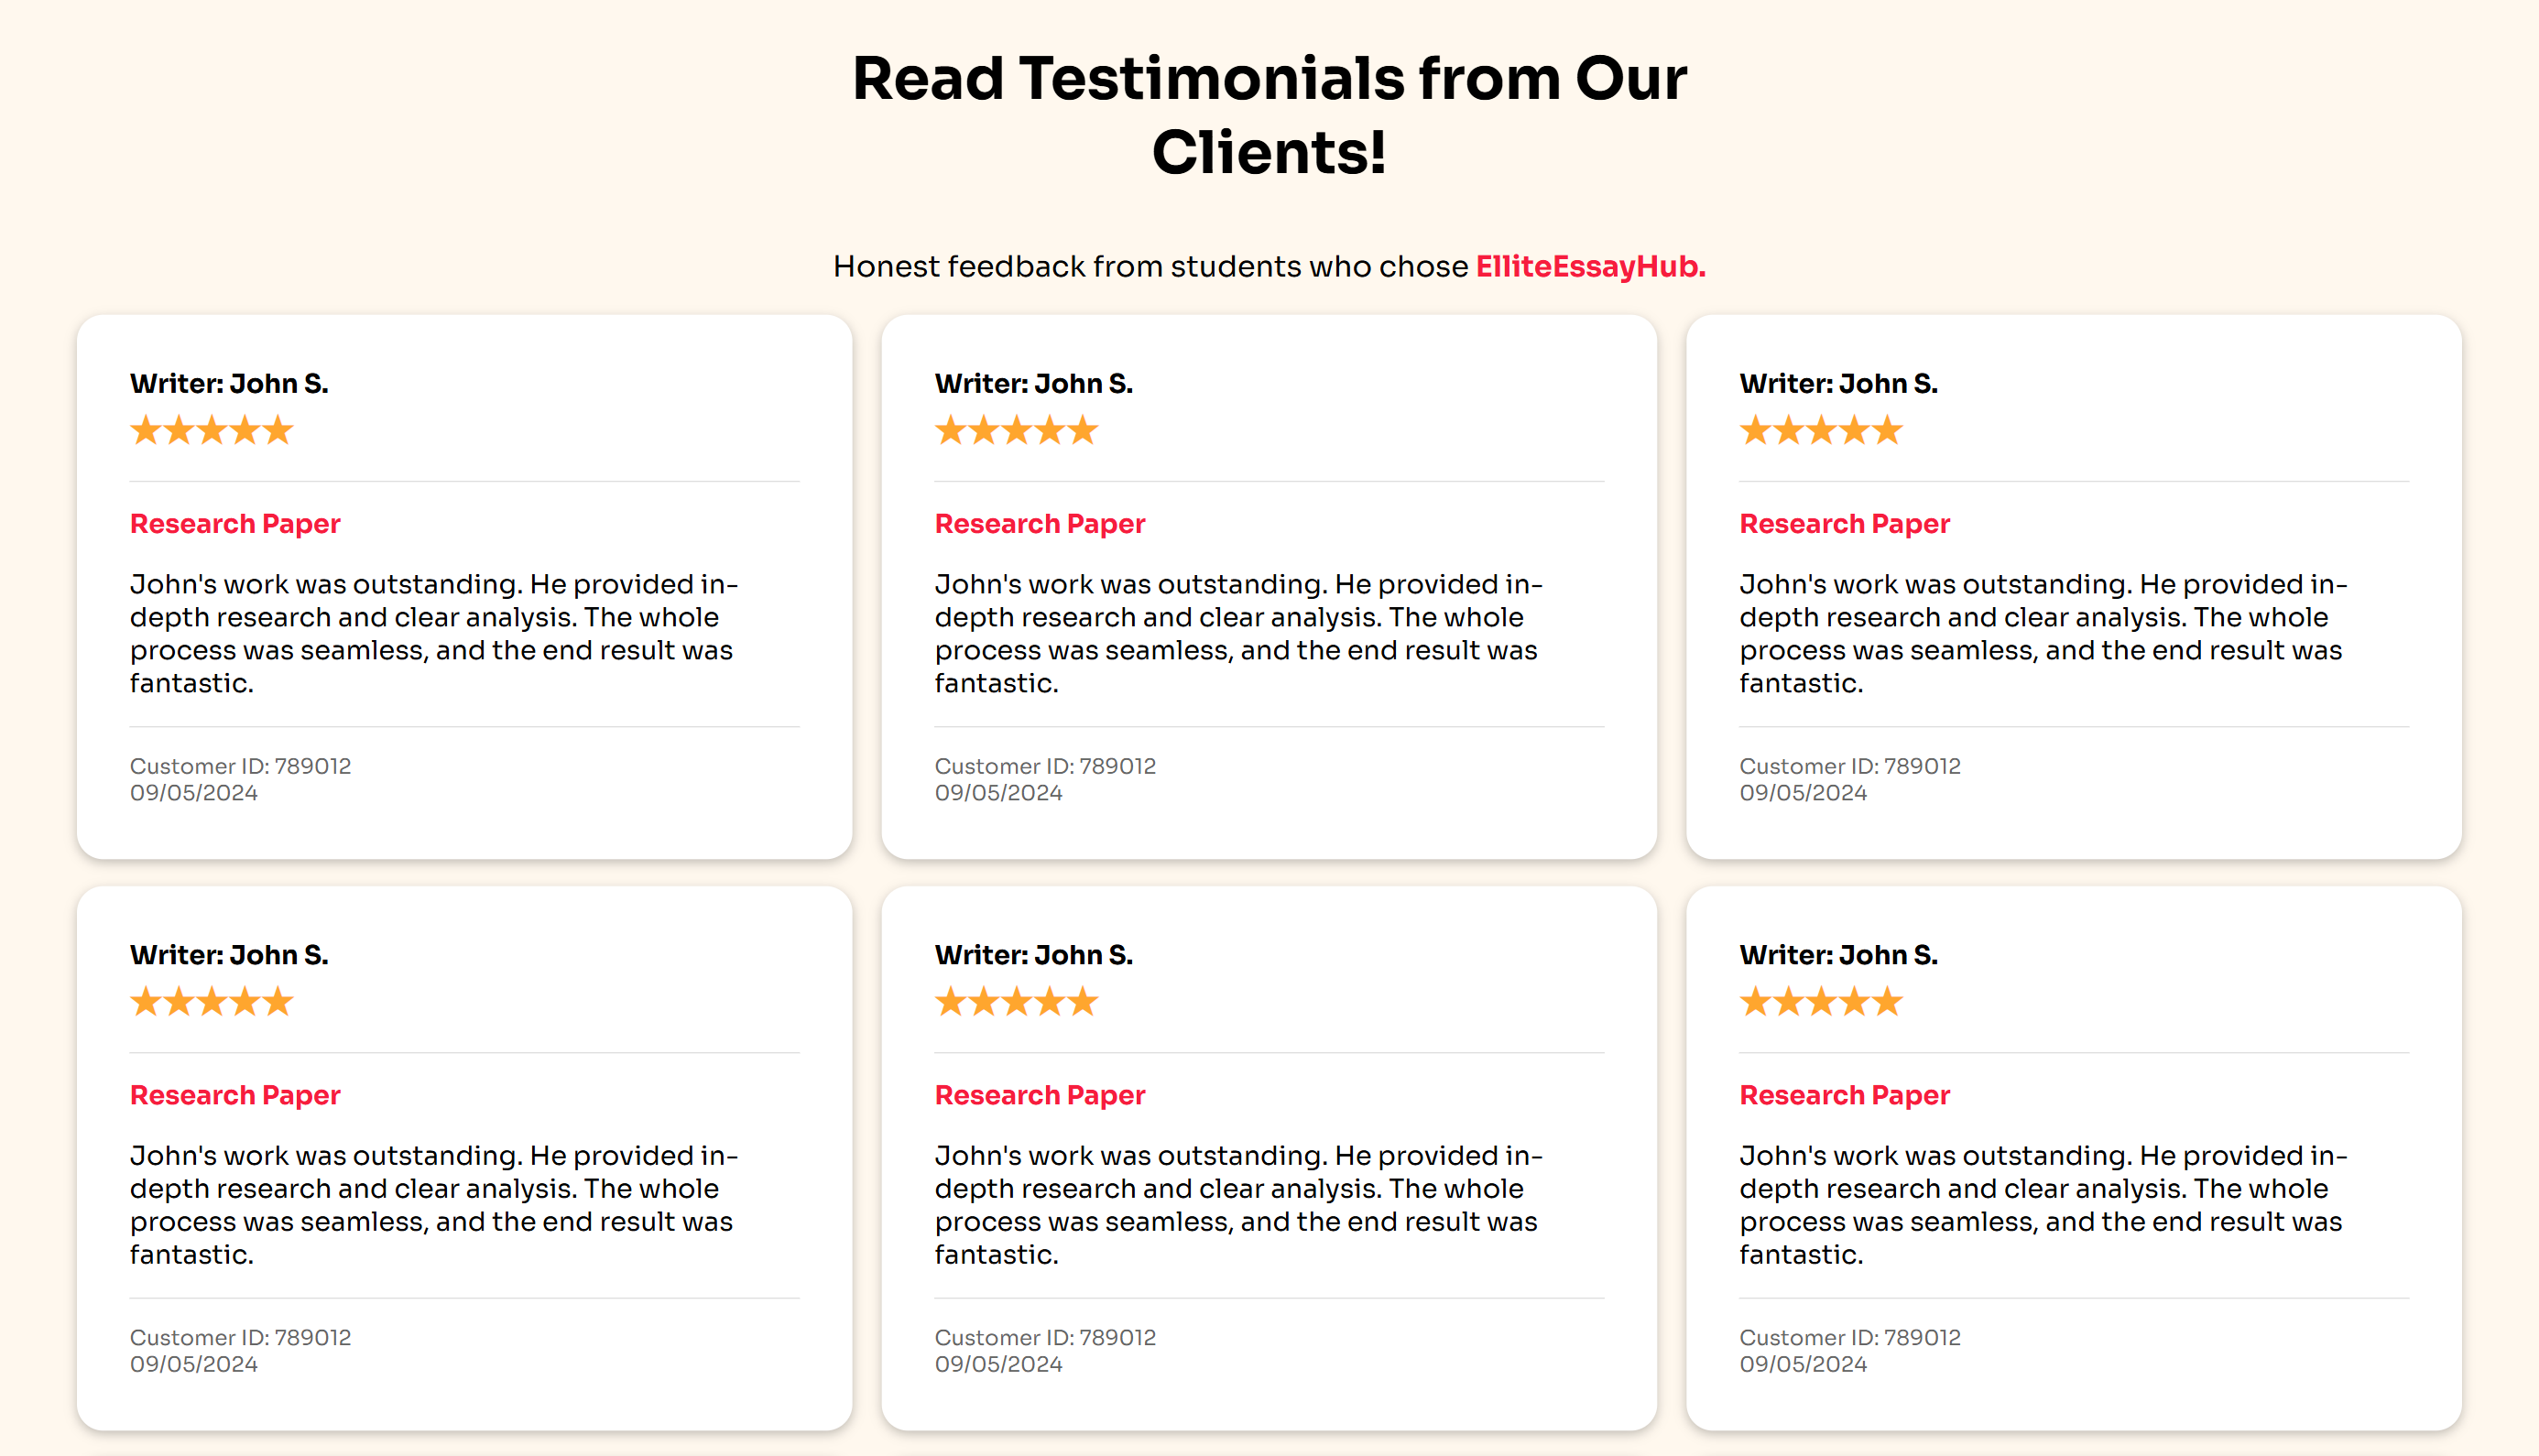 Read Testimonials from Our
Clients!
Honest feedback from students who chose ElliteEssayHub.
Writer: John S.
Research Paper
John's work was outstanding. He provided in-
depth research and clear analysis. The whole
process was seamless, and the end result was
fantastic.
Customer ID: 789012
09/05/2024
Writer: John S.
Research Paper
John's work was outstanding. He provided in-
depth research and clear analysis. The whole
process was seamless, and the end result was
fantastic.
Customer ID: 789012
09/05/2024
Writer: John S.
Research Paper
John's work was outstanding. He provided in-
depth research and clear analysis. The whole
process was seamless, and the end result was
fantastic.
Customer ID: 789012
09/05/2024
Writer: John S.
Research Paper
John's work was outstanding. He provided in-
depth research and clear analysis. The whole
process was seamless, and the end result was
fantastic.
Customer ID: 789012
09/05/2024
Writer: John S.
Research Paper
John's work was outstanding. He provided in-
depth research and clear analysis. The whole
process was seamless, and the end result was
fantastic.
Customer ID: 789012
09/05/2024
Writer: John S.
Research Paper
John's work was outstanding. He provided in-
depth research and clear analysis. The whole
process was seamless, and the end result was
fantastic.
Customer ID: 789012
09/05/2024